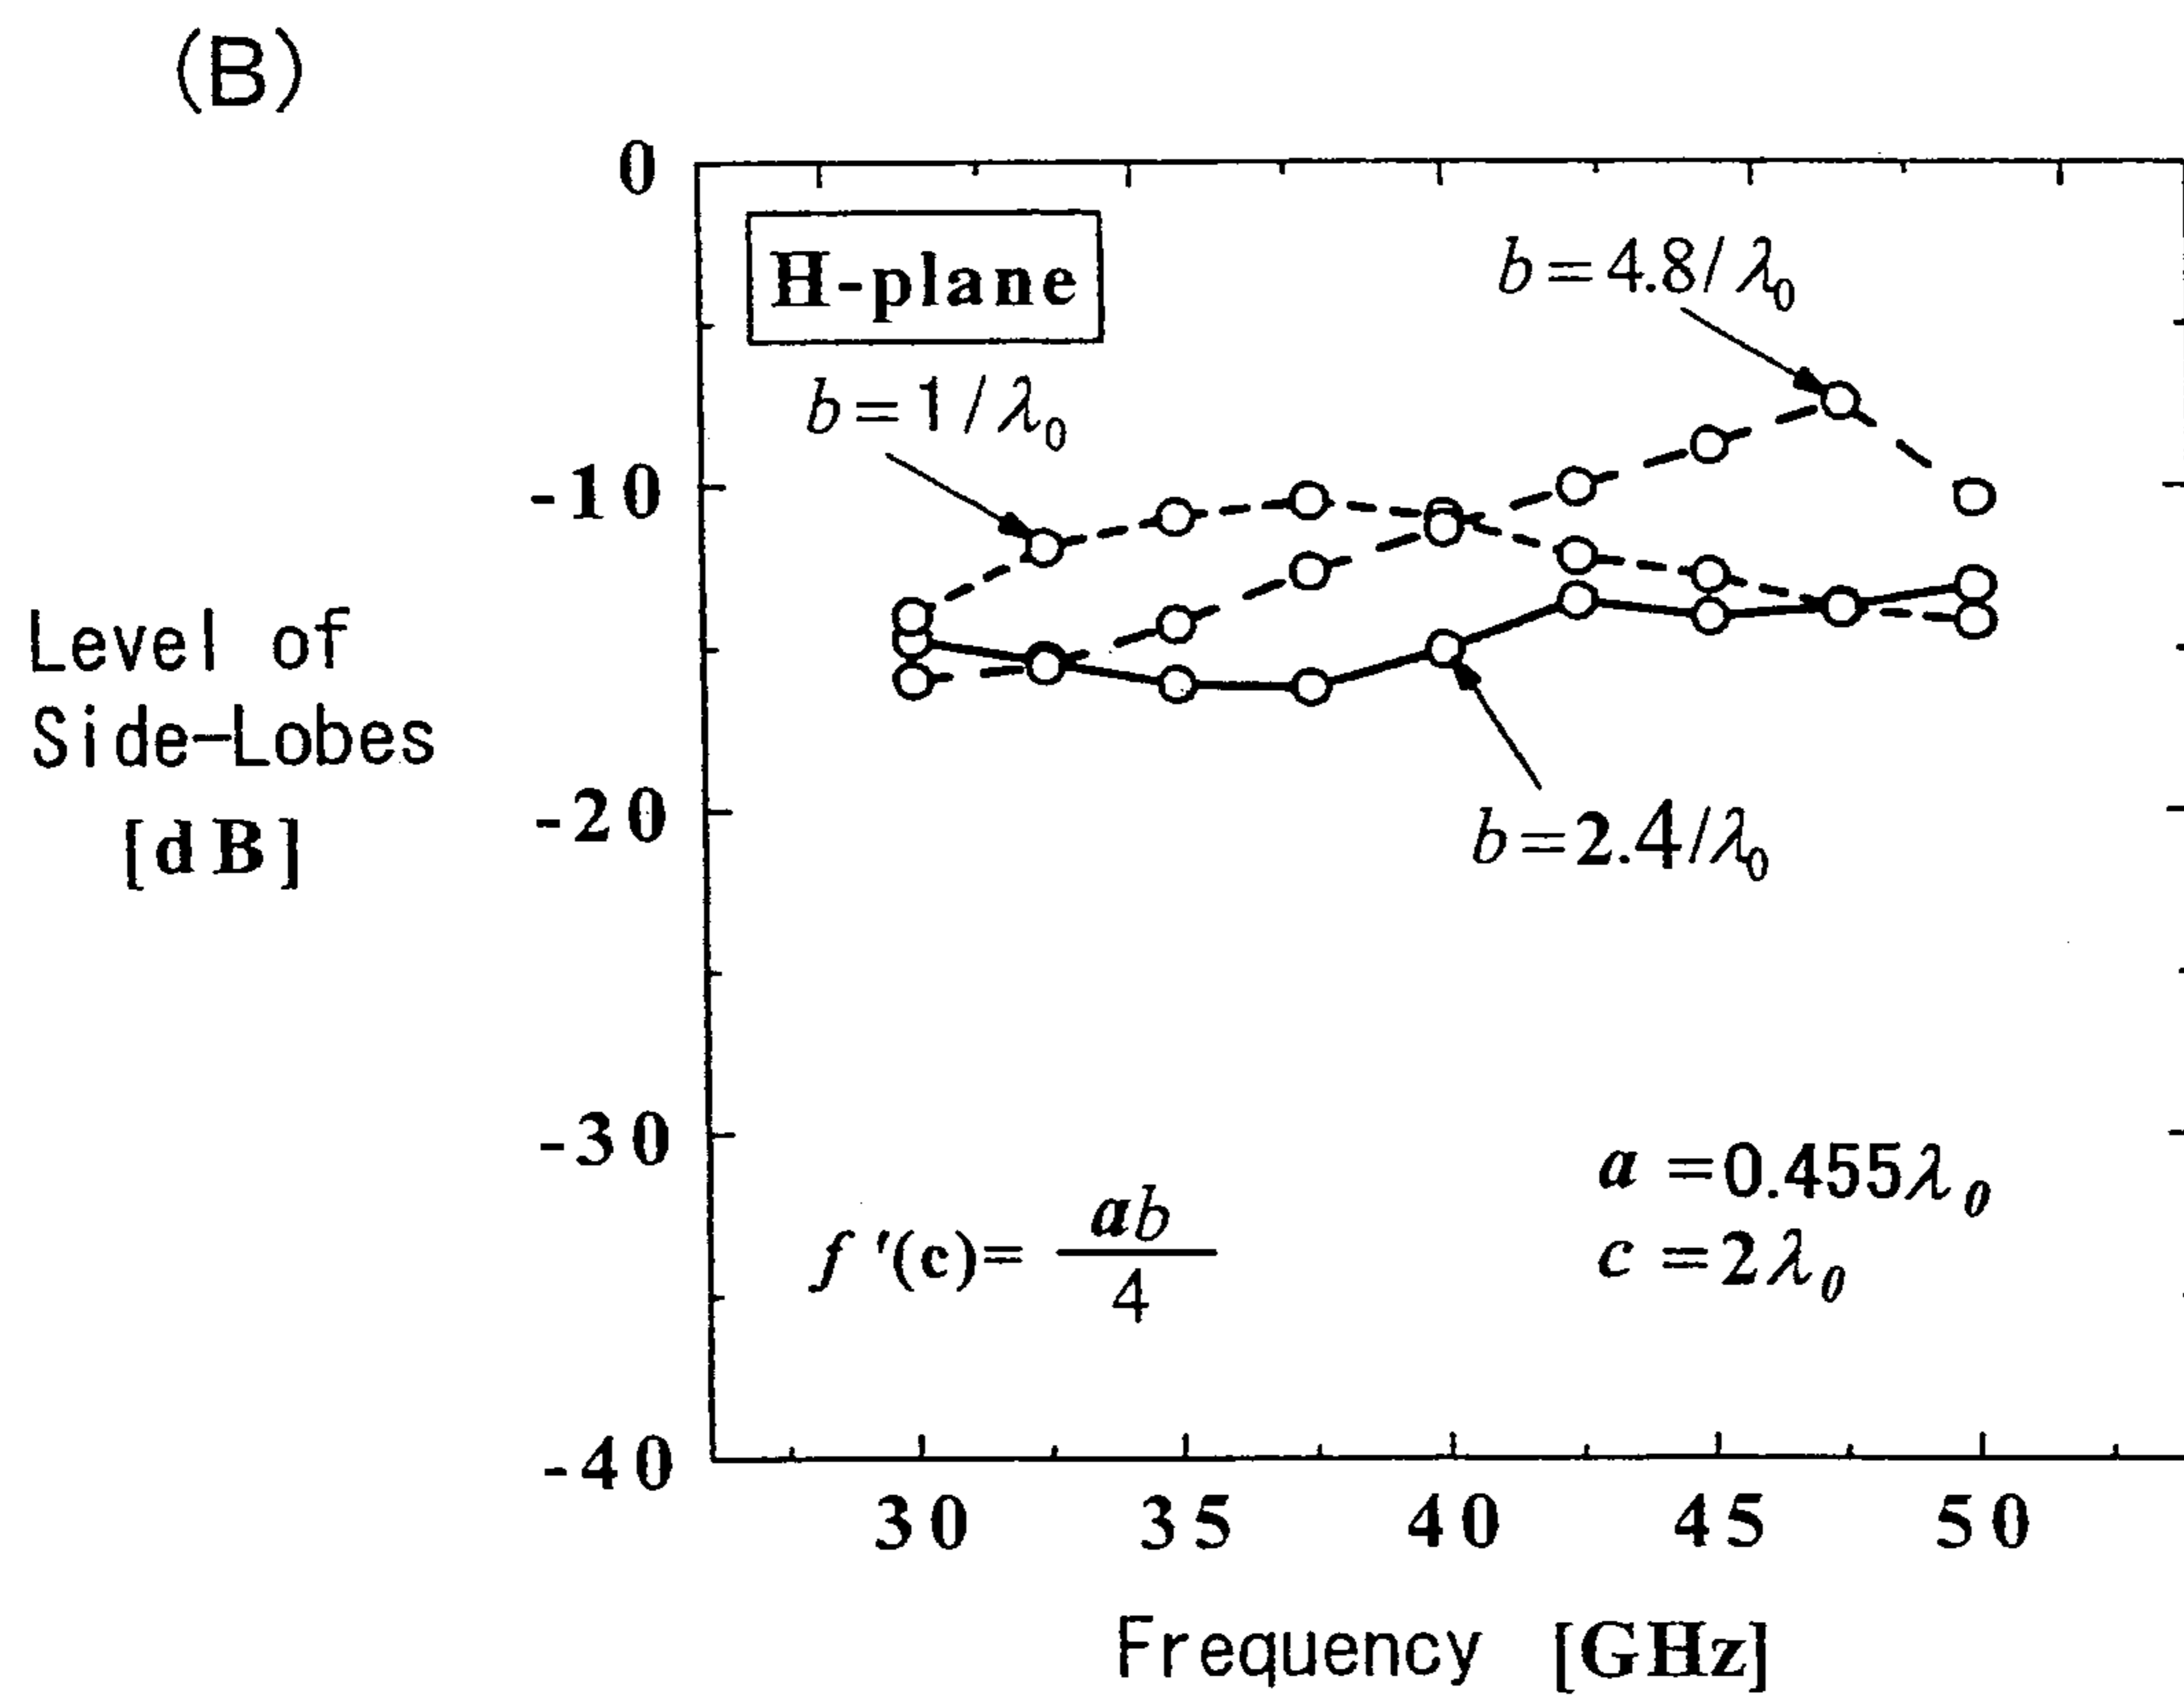 (B)
0
-10
-20
-30
-40
Level of
Side-Lobes
[dB]
H-plane
b=1/λ₀
b=4.8/λ₀
b=2.4/λ₀
f'(c)= ab/4
a=0.455λ₀
c=2λ₀
30 35 40 45 50
Frequency [GHz]